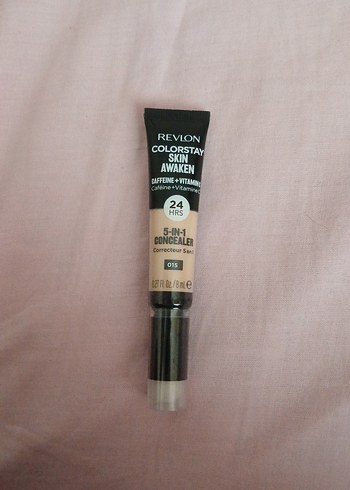 REVLON
COLORSTAY
SKIN
AWAKEN
CAFFEINE+VITAMIN
Caféine+Vitamine C
24
HRS
5-IN-1
CONCEALER
Correcteur 5 en 1
015
0.27 Fl. Oz./8 mL e